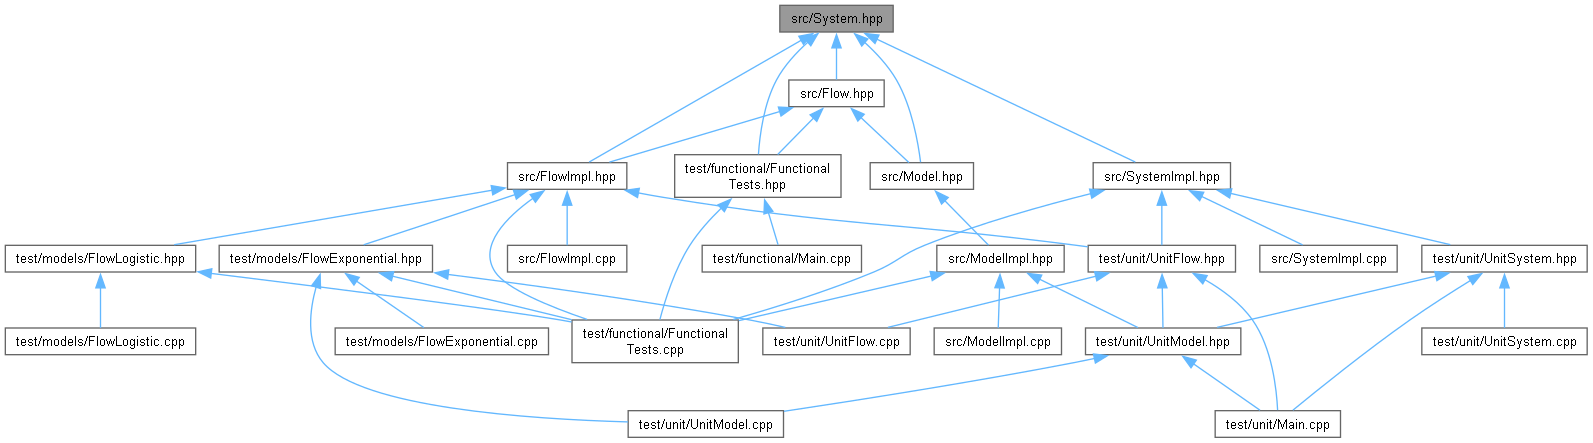 src/System.hpp
src/Flow.hpp
src/FlowImpl.hpp
test/functional/Functional
Tests.hpp
src/Model.hpp
src/SystemImpl.hpp
test/models/FlowLogistic.hpp
test/models/FlowExponential.hpp
src/FlowImpl.cpp
test/functional/Main.cpp
src/ModelImpl.hpp
test/unit/UnitFlow.hpp
src/SystemImpl.cpp
test/unit/UnitSystem.hpp
test/models/FlowLogistic.cpp
test/models/FlowExponential.cpp
test/functional/Functional
Tests.cpp
test/unit/UnitFlow.cpp
src/ModelImpl.cpp
test/unit/UnitModel.hpp
test/unit/UnitSystem.cpp
test/unit/UnitModel.cpp
test/unit/Main.cpp